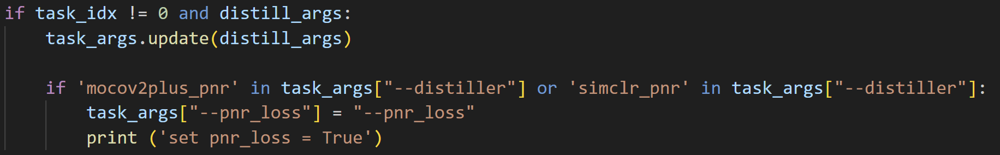 if task_idx != 0 and distill_args:
    task_args.update(distill_args)

    if 'mocov2plus_pnr' in task_args["--distiller"] or 'simclr_pnr' in task_args["--distiller"]:
        task_args["--pnr_loss"] = "--pnr_loss"
        print ('set pnr_loss = True')